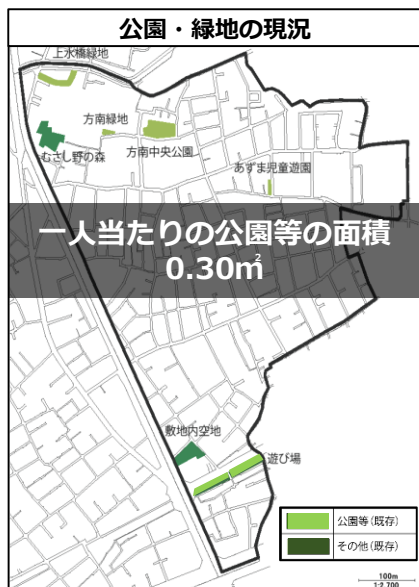 公園・緑地の現況
上水橋緑地
方南緑地
むさし野の森
方南中央公園
あずま児童遊園
一人当たりの公園等の面積
0.30㎡
敷地内空地
遊び場
公園等(既存)
その他(既存)
100m
1:2,700